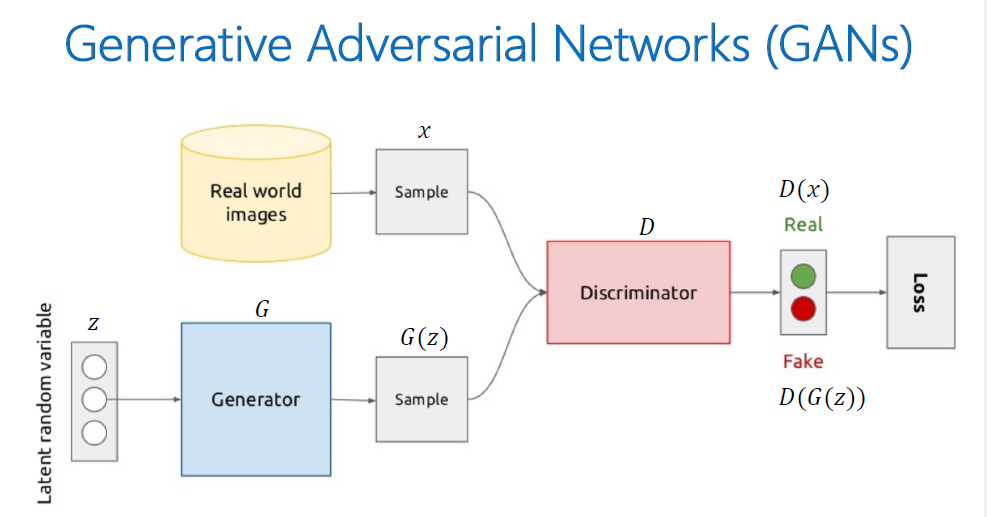 Generative Adversarial Networks (GANs)
x
Real world
images
Sample
D(x)
Real
D
Discriminator
Loss
Fake
D(G(z))
Latent random variable
z
G
Generator
G(z)
Sample